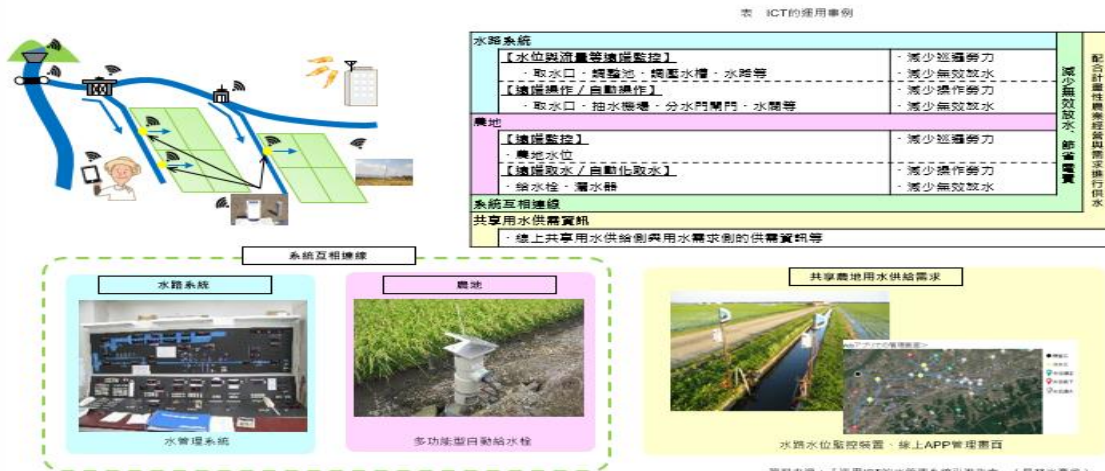 表 ICT的運用事例
水路系統
【水位與流量等遠端監控】
・取水口、調整池、調壓水槽、水路等
・減少巡邏勞力
・減少無效放水
【遠端操作/自動操作】
・取水口、抽水機場、分水門閘門、水閥等
・減少操作勞力
・減少無效放水
農地
【遠端監控】
・農地水位
・減少巡邏勞力
【遠端取水/自動化取水】
・給水栓、灑水器
・減少操作勞力
・減少無效放水
系統互相連線
減少無效放水、節省電費
共享用水供需資訊
・線上共享用水供給側與用水需求側的供需資訊等
配合計畫性農業經營與需求進行供水
系統互相連線
水路系統
水管理系統
農地
多功能型自動給水栓
共享農地用水供給需求
水路水位監控裝置、線上APP管理畫面